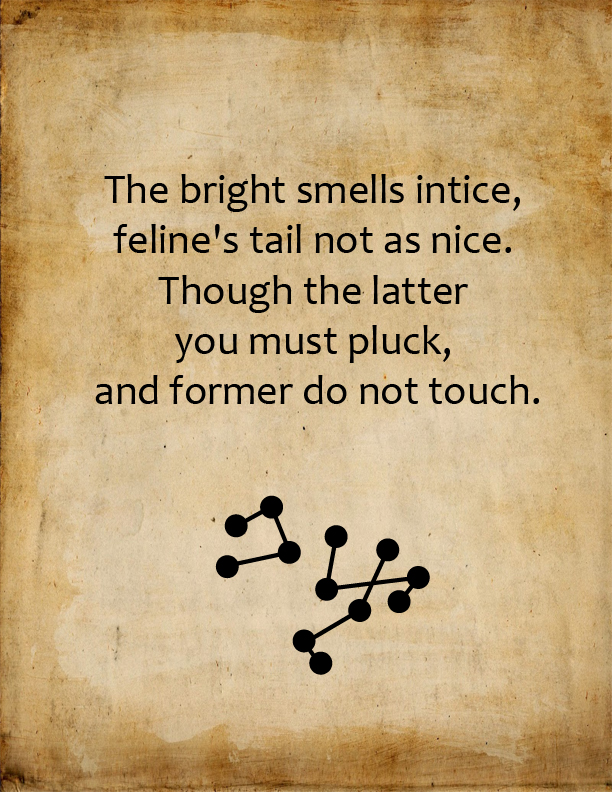 The bright smells intice,
feline's tail not as nice.
Though the latter
you must pluck,
and former do not touch.